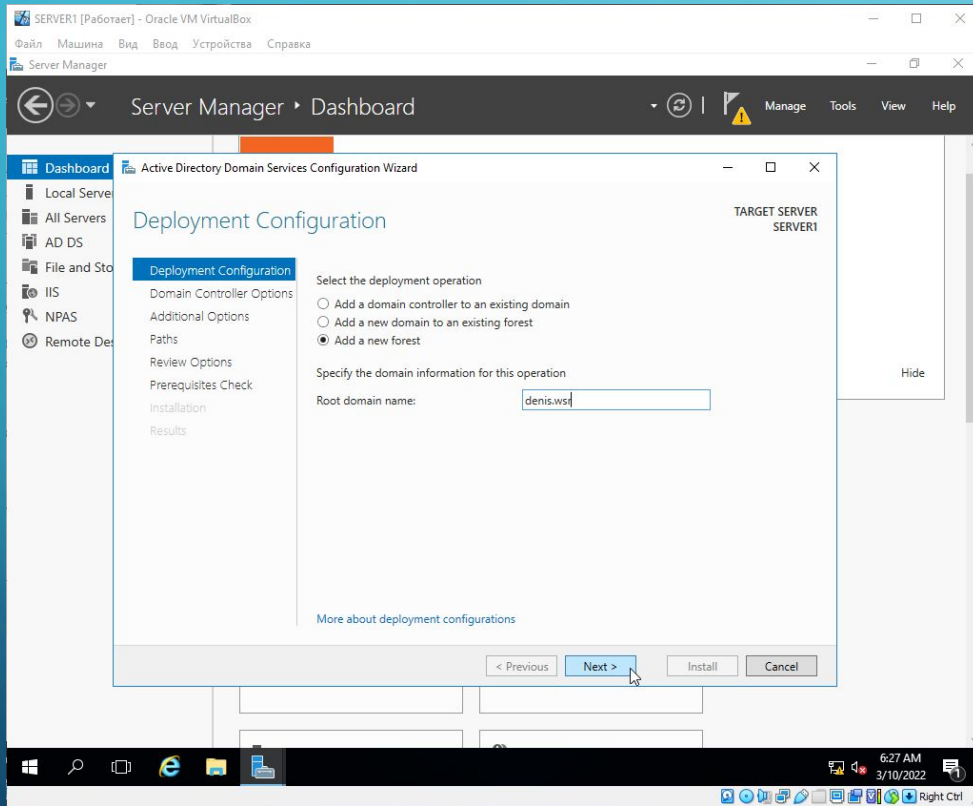 SERVER1 [Работает] - Oracle VM VirtualBox
Файл Машина Вид Ввод Устройства Справка
Server Manager
Server Manager Dashboard
Manage Tools View Help
Dashboard
Local Server
All Servers
AD DS
File and Sto
IIS
NPAS
Remote Des
Active Directory Domain Services Configuration Wizard
Deployment Configuration
TARGET SERVER
SERVER1
Deployment Configuration
Domain Controller Options
Additional Options
Paths
Review Options
Prerequisites Check
Installation
Results
Select the deployment operation
Add a domain controller to an existing domain
Add a new domain to an existing forest
Add a new forest
Specify the domain information for this operation
Root domain name:
denis.wsr
More about deployment configurations
< Previous
Next >
Install
Cancel
Hide
6:27 AM
3/10/2022
1
Right Ctrl